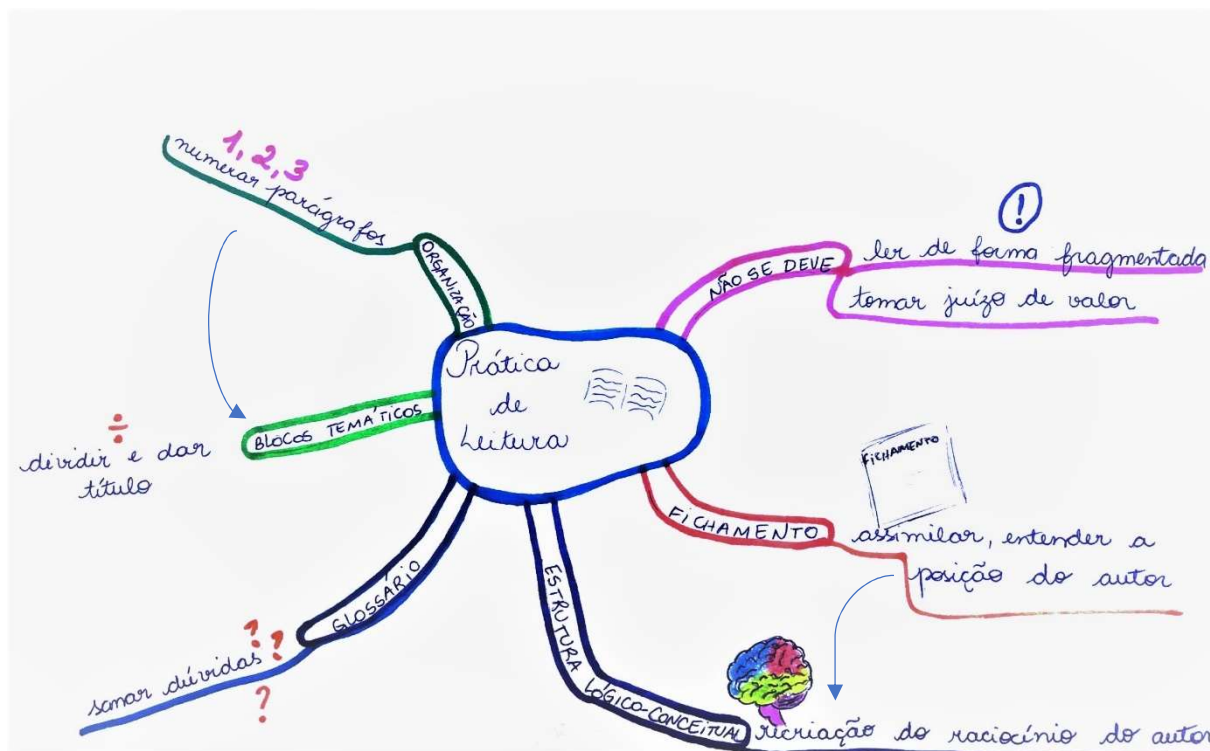 Prática
de
Leitura
ORGANIZAÇÃO
1, 2, 3
numerar parágrafos
BLOCOS TEMÁTICOS
÷
dividir e dar
título
GLOSSÁRIO
sanar dúvidas ? ? ?
ESTRUTURA LÓGICO-CONCEITUAL
recriação do raciocínio do autor
FICHAMENTO
FICHAMENTO
assimilar, entender a
posição do autor
NÃO SE DEVE
!
ler de forma fragmentada
tomar juízo de valor